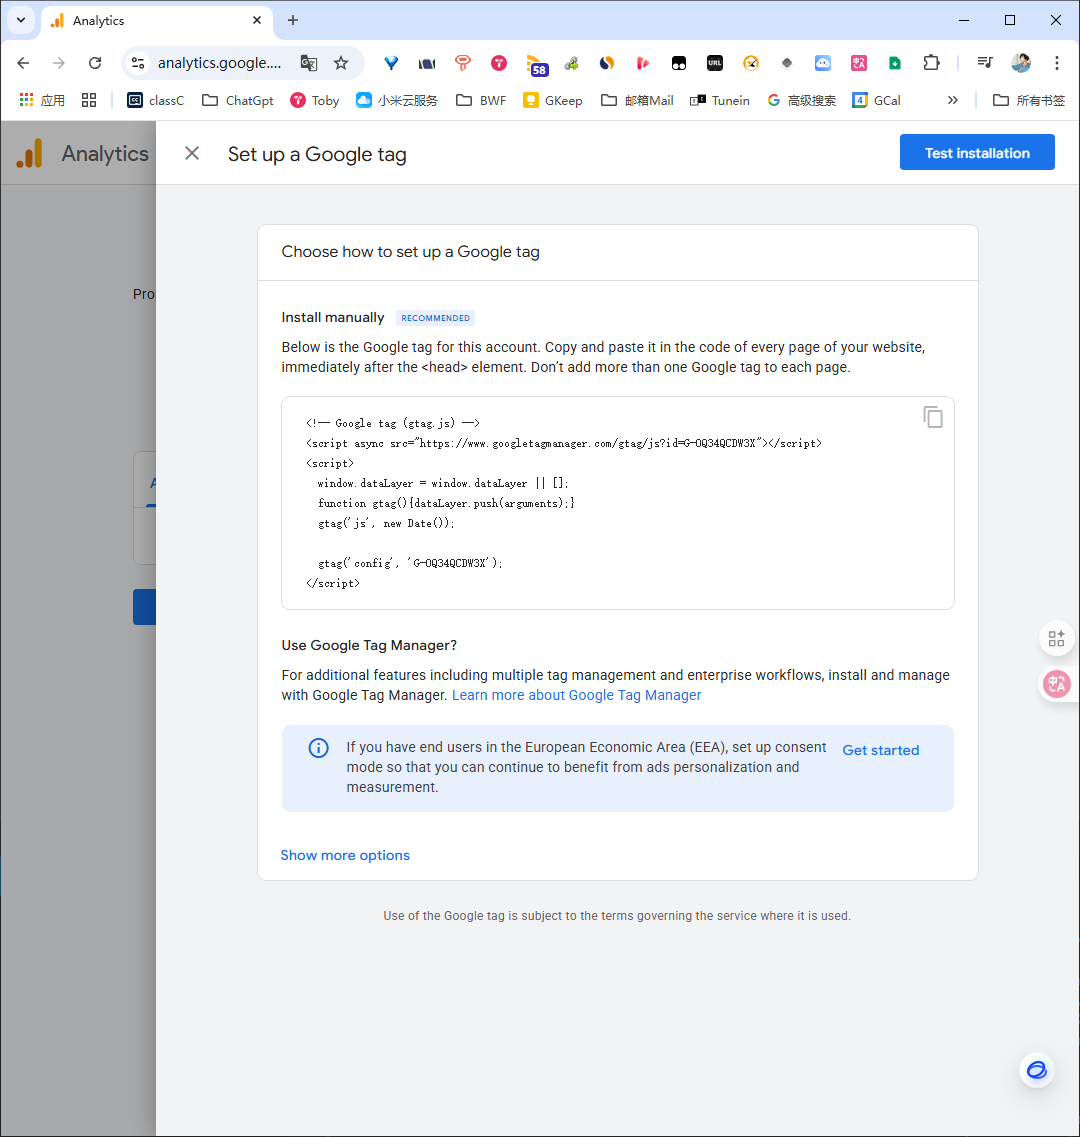 Analytics
analytics.google....
58
URL
应用
classC
ChatGpt
Toby
小米云服务
BWF
GKeep
邮箱Mail
Tunein
高级搜索
GCal
所有书签
Analytics
Set up a Google tag
Test installation
Pro
Choose how to set up a Google tag
Install manually RECOMMENDED
Below is the Google tag for this account. Copy and paste it in the code of every page of your website,
immediately after the <head> element. Don’t add more than one Google tag to each page.
<!-- Google tag (gtag.js) -->
<script async src="https://www.googletagmanager.com/gtag/js?id=G-0Q34QCDW3X"></script>
<script>
window.dataLayer = window.dataLayer || [];
function gtag(){dataLayer.push(arguments);}
gtag('js', new Date());
gtag('config', 'G-0Q34QCDW3X');
</script>
Use Google Tag Manager?
For additional features including multiple tag management and enterprise workflows, install and manage
with Google Tag Manager. Learn more about Google Tag Manager
If you have end users in the European Economic Area (EEA), set up consent
mode so that you can continue to benefit from ads personalization and
measurement.
Get started
Show more options
Use of the Google tag is subject to the terms governing the service where it is used.